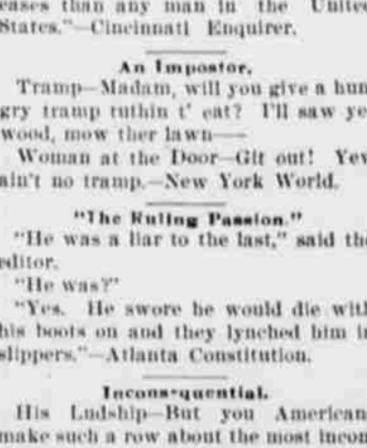 eases than any man in the United
States."—Cincinnati Enquirer.
An Impostor.
Tramp—Madam, will you give a hun
gry tramp tuthin t' eat? I'll saw ye
wood, mow ther lawn——
Woman at the Door—Git out! Yew
ain't no tramp.—New York World.
"The Ruling Passion."
"He was a liar to the last," said the
editor.
"He was?"
"Yes. He swore he would die with
his boots on and they lynched him in
slippers."—Atlanta Constitution.
Inconsequential.
His Ludship—But you American
make such a row about the most incon